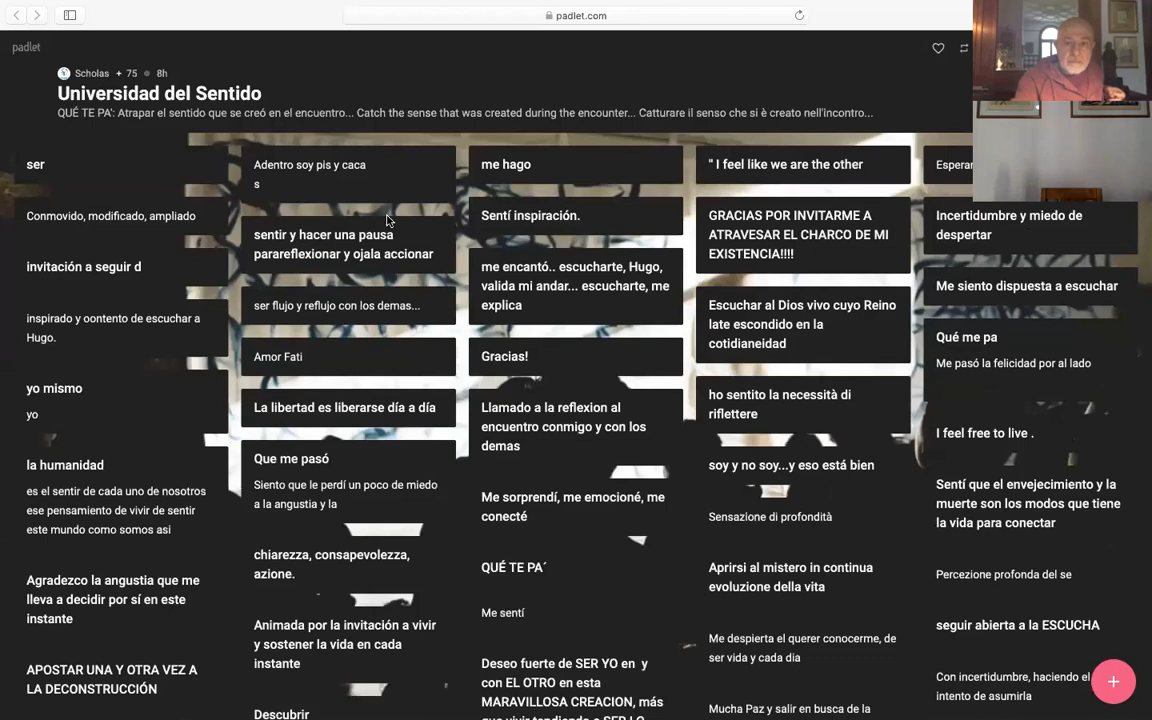 padlet.com
padlet
Scholas + 75 8h
Universidad del Sentido
QUÉ TE PA': Atrapar el sentido que se creó en el encuentro... Catch the sense that was created during the encounter... Catturare il senso che si è creato nell'incontro...
ser
Conmovido, modificado, ampliado
invitación a seguir d
inspirado y oontento de escuchar a
Hugo.
yo mismo
yo
la humanidad
es el sentir de cada uno de nosotros
ese pensamiento de vivir de sentir
este mundo como somos asi
Agradezco la angustia que me
lleva a decidir por sí en este
instante
APOSTAR UNA Y OTRA VEZ A
LA DECONSTRUCCIÓN
Adentro soy pis y caca
s
sentir y hacer una pausa
parareflexionar y ojala accionar
ser flujo y reflujo con los demas...
Amor Fati
La libertad es liberarse día a día
Que me pasó
Siento que le perdí un poco de miedo
a la angustia y la
chiarezza, consapevolezza,
azione.
Animada por la invitación a vivir
y sostener la vida en cada
instante
Descubrir
me hago
Sentí inspiración.
me encantó.. escucharte, Hugo,
valida mi andar... escucharte, me
explica
Gracias!
Llamado a la reflexion al
encuentro conmigo y con los
demas
Me sorprendí, me emocioné, me
conecté
QUÉ TE PA´
Me sentí
Deseo fuerte de SER YO en y
con EL OTRO en esta
MARAVILLOSA CREACION, más
que vivir tendiendo a SER LO
" I feel like we are the other
GRACIAS POR INVITARME A
ATRAVESAR EL CHARCO DE MI
EXISTENCIA!!!!
Escuchar al Dios vivo cuyo Reino
late escondido en la
cotidianeidad
ho sentito la necessità di
riflettere
soy y no soy...y eso está bien
Sensazione di profondità
Aprirsi al mistero in continua
evoluzione della vita
Me despierta el querer conocerme, de
ser vida y cada dia
Mucha Paz y salir en busca de la
Esperan
Incertidumbre y miedo de
despertar
Me siento dispuesta a escuchar
Qué me pa
Me pasó la felicidad por al lado
I feel free to live .
Sentí que el envejecimiento y la
muerte son los modos que tiene
la vida para conectar
Percezione profonda del se
seguir abierta a la ESCUCHA
Con incertidumbre, haciendo el
intento de asumirla